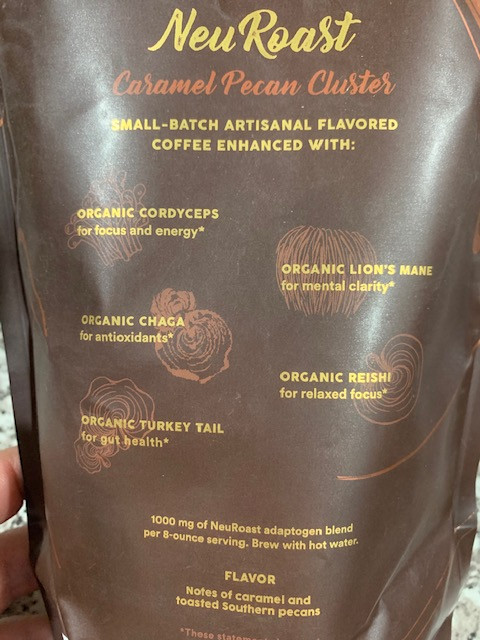 NeuRoast
Caramel Pecan Cluster
SMALL-BATCH ARTISANAL FLAVORED
COFFEE ENHANCED WITH:
ORGANIC CORDYCEPS
for focus and energy*
ORGANIC LION'S MANE
for mental clarity*
ORGANIC CHAGA
for antioxidants*
ORGANIC REISHI
for relaxed focus*
ORGANIC TURKEY TAIL
for gut health*
1000 mg of NeuRoast adaptogen blend
per 8-ounce serving. Brew with hot water.
FLAVOR
Notes of caramel and
toasted Southern pecans
*These